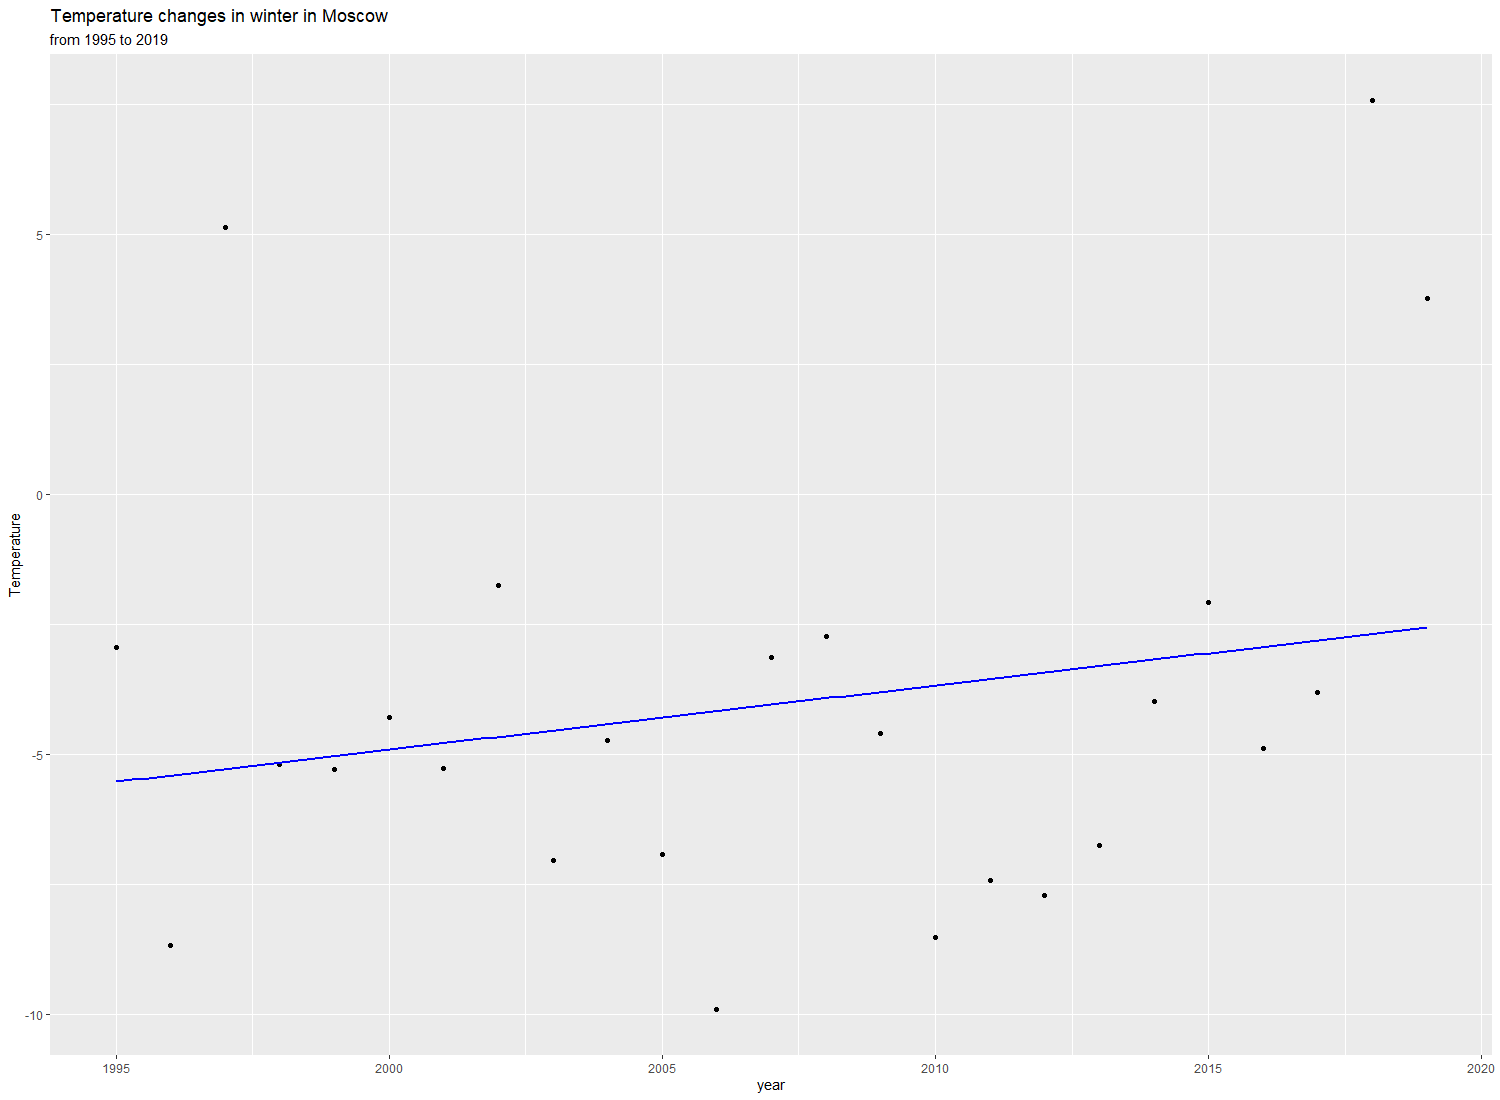 Temperature changes in winter in Moscow
from 1995 to 2019
5
0
-5
-10
Temperature
1995 2000 2005 2010 2015 2020
year